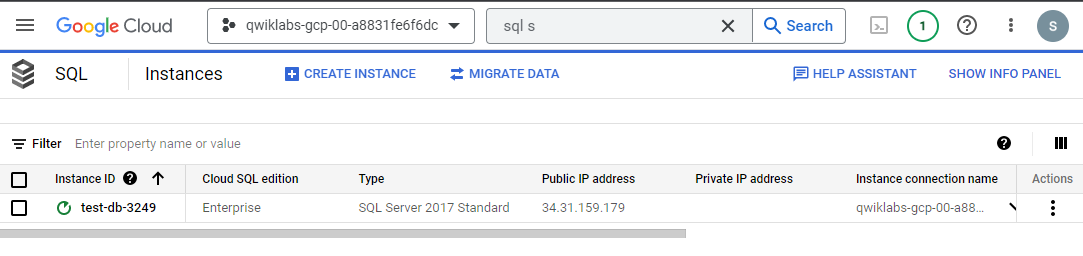 Google Cloud qwiklabs-gcp-00-a8831fe6f6dc sql s Search 1 S
SQL Instances CREATE INSTANCE MIGRATE DATA HELP ASSISTANT SHOW INFO PANEL
Filter Enter property name or value
Instance ID Cloud SQL edition Type Public IP address Private IP address Instance connection name Actions
test-db-3249 Enterprise SQL Server 2017 Standard 34.31.159.179 qwiklabs-gcp-00-a88...